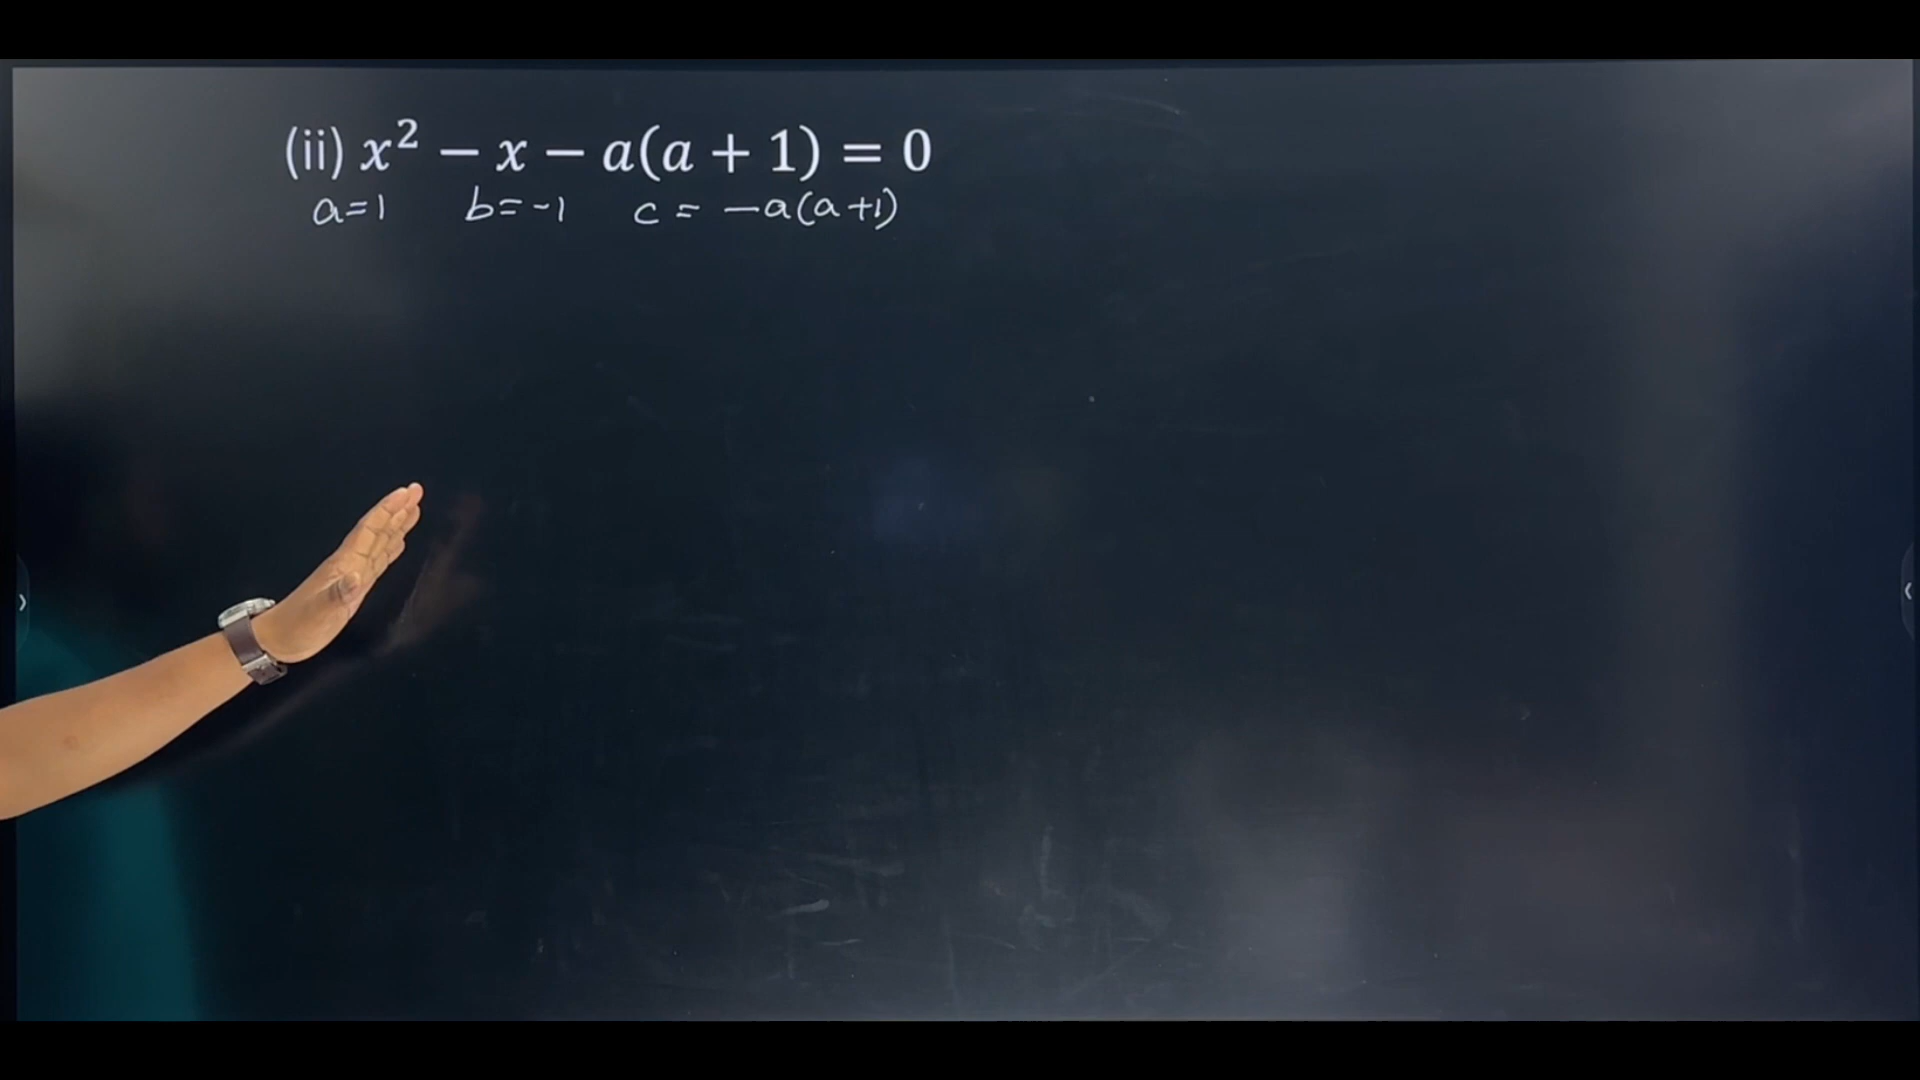 (ii) x² − x − a(a + 1) = 0
a=1 b=-1 c = -a(a+1)